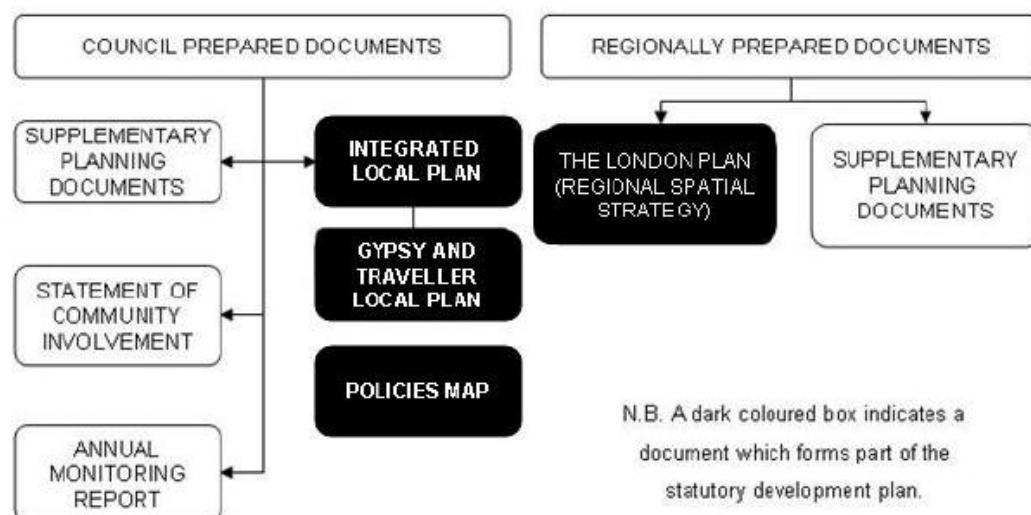 COUNCIL PREPARED DOCUMENTS
REGIONALLY PREPARED DOCUMENTS
SUPPLEMENTARY
PLANNING
DOCUMENTS
INTEGRATED
LOCAL PLAN
THE LONDON PLAN
(REGIONAL SPATIAL
STRATEGY)
SUPPLEMENTARY
PLANNING
DOCUMENTS
GYPSY AND
TRAVELLER
LOCAL PLAN
STATEMENT OF
COMMUNITY
INVOLVEMENT
POLICIES MAP
ANNUAL
MONITORING
REPORT
N.B. A dark coloured box indicates a
document which forms part of the
statutory development plan.